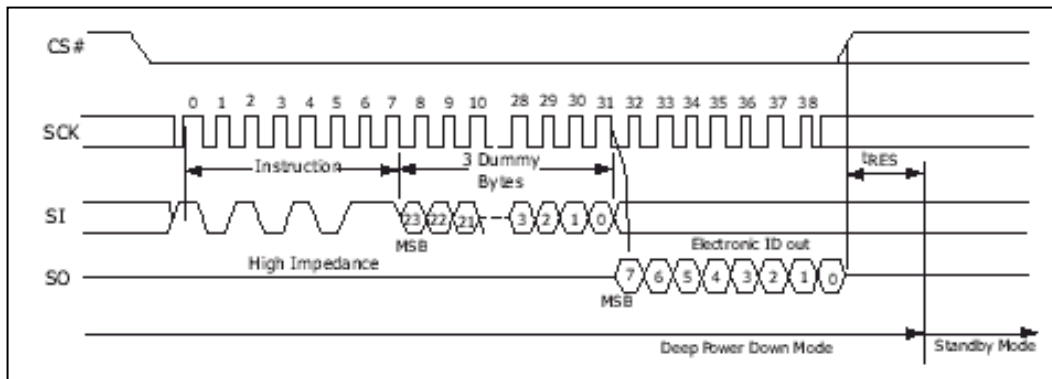 CS#
0 1 2 3 4 5 6 7 8 9 10 28 29 30 31 32 33 34 35 36 37 38
SCK
Instruction
3 Dummy
Bytes
tRES
SI
23 22 21 3 2 1 0
MSB
Electronic ID out
High Impedance
SO
7 6 5 4 3 2 1 0
MSB
Deep Power Down Mode
Standby Mode